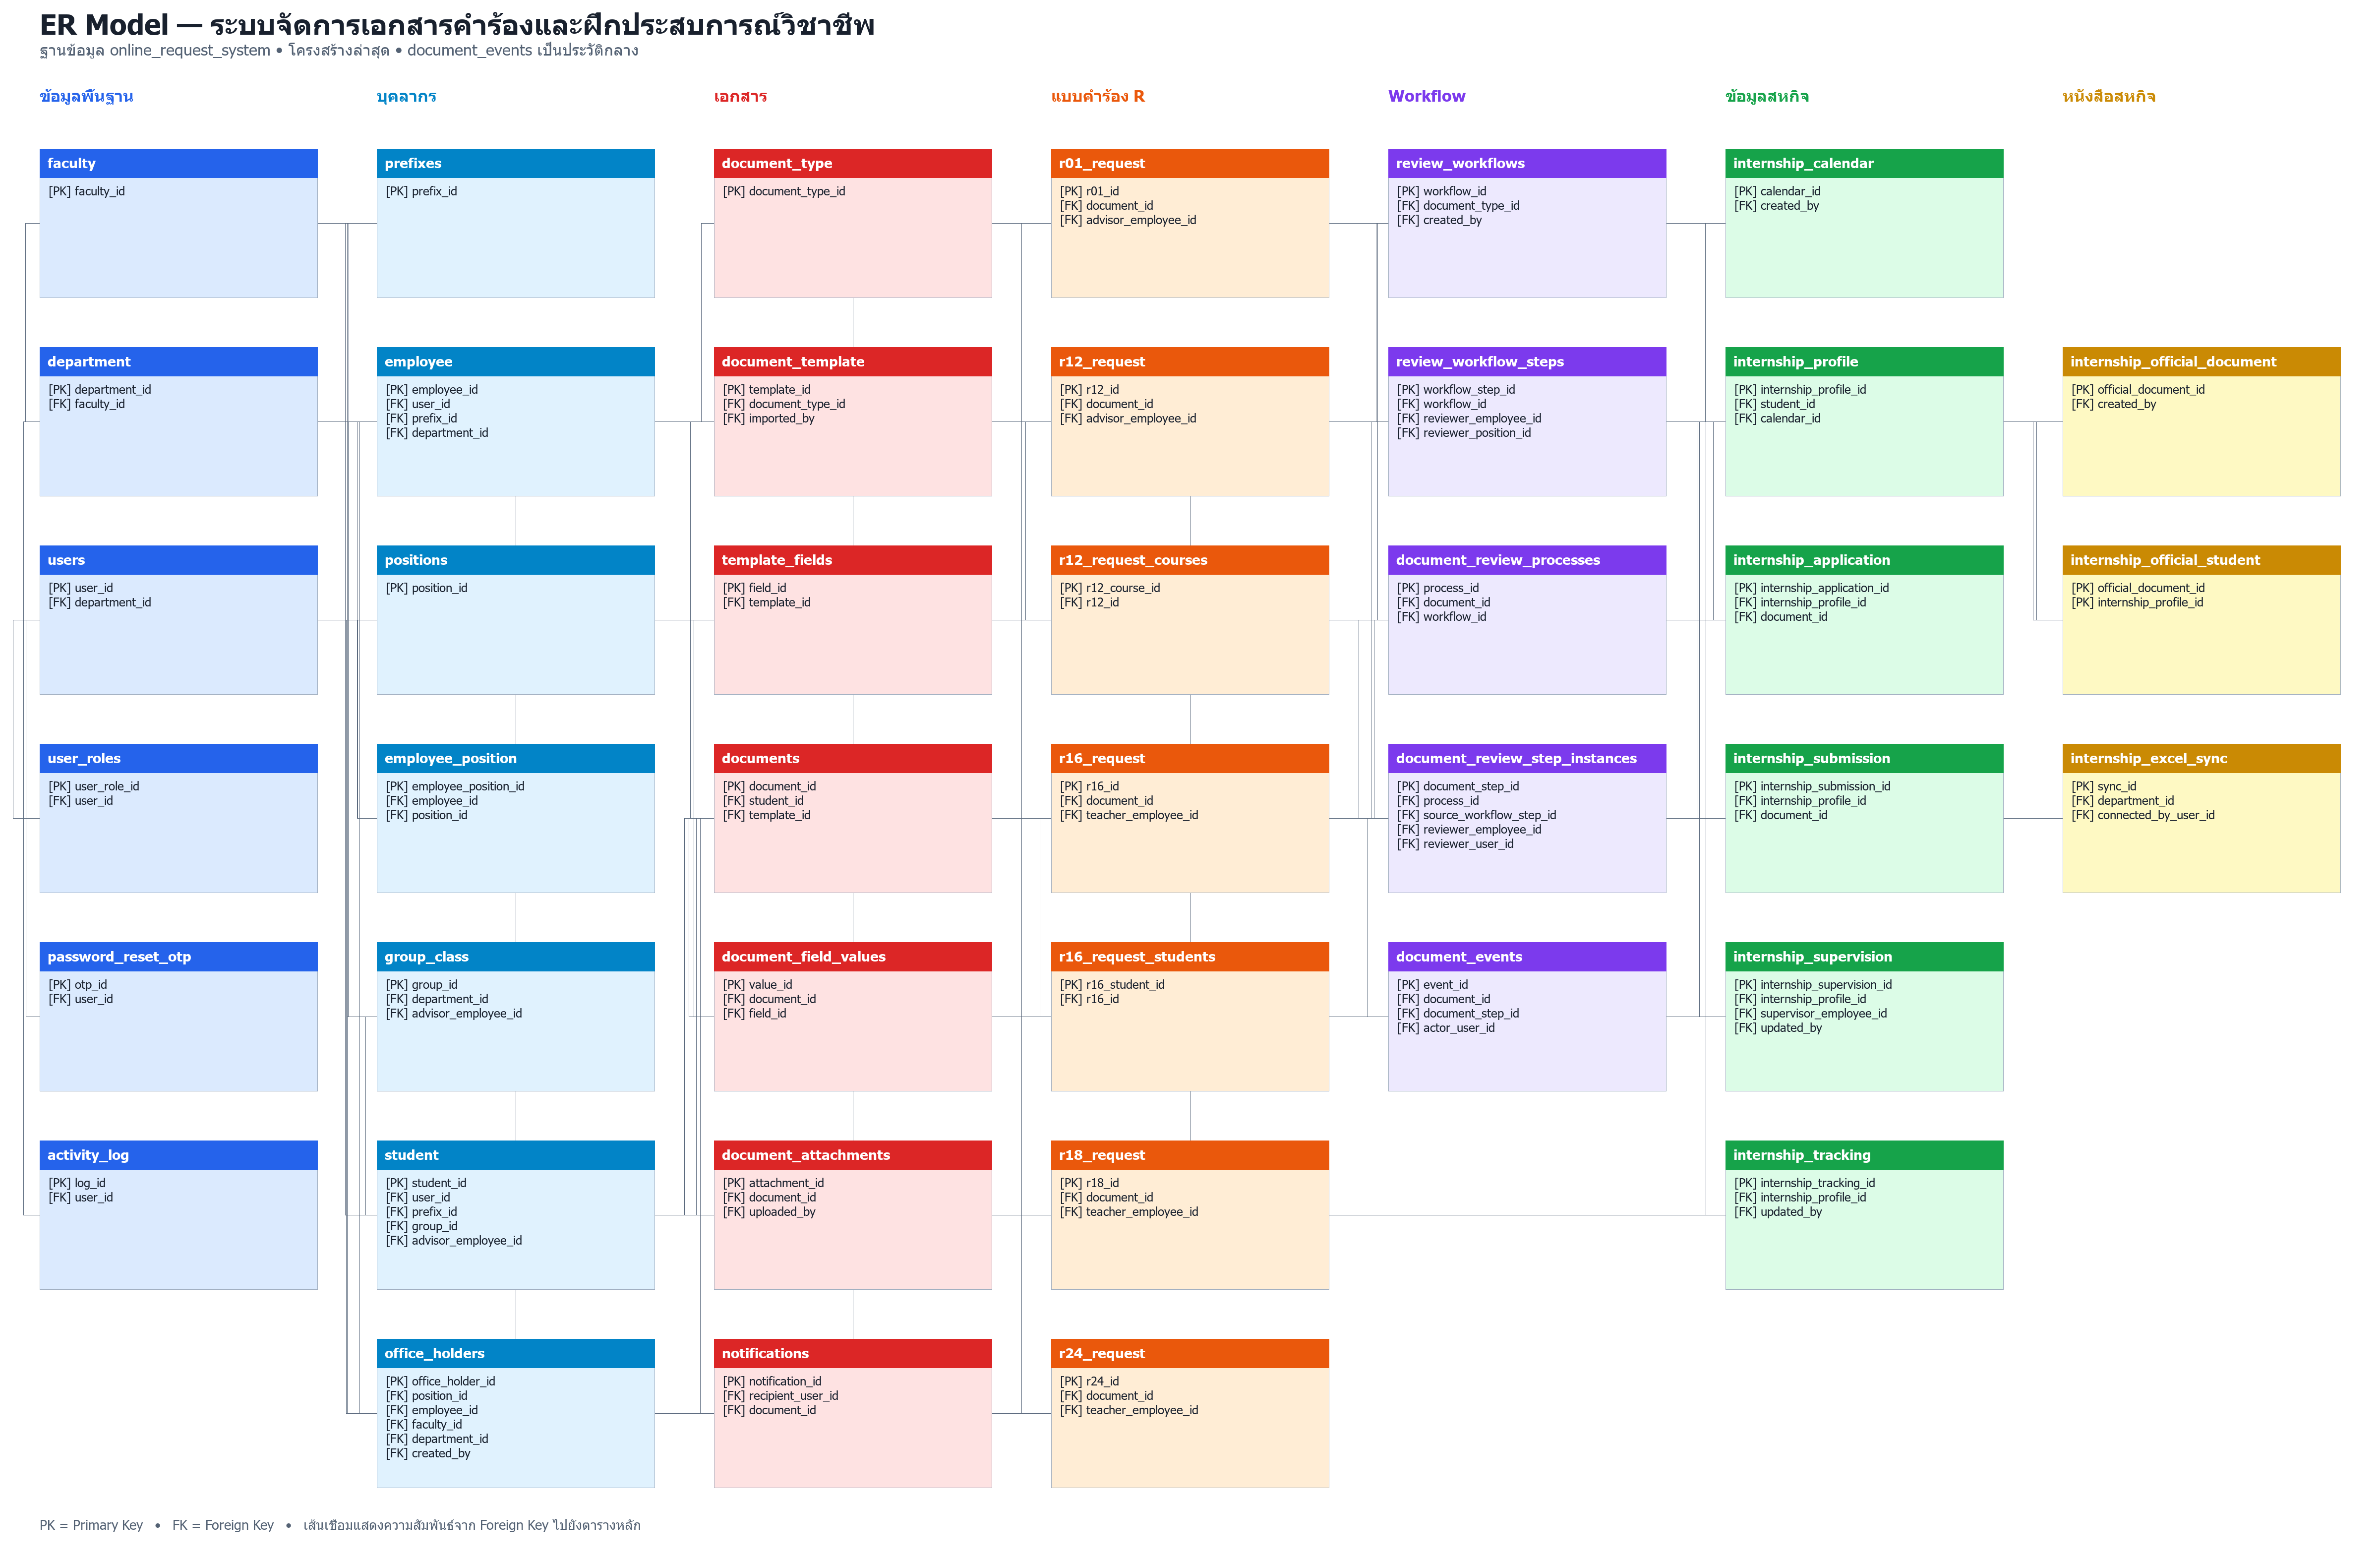 ER Model — ระบบจัดการเอกสารคำร้องและฝึกประสบการณ์วิชาชีพ
ฐานข้อมูล online_request_system • โครงสร้างล่าสุด • document_events เป็นประวัติกลาง
ข้อมูลพื้นฐาน
faculty
[PK] faculty_id
department
[PK] department_id
[FK] faculty_id
users
[PK] user_id
[FK] department_id
user_roles
[PK] user_role_id
[FK] user_id
password_reset_otp
[PK] otp_id
[FK] user_id
activity_log
[PK] log_id
[FK] user_id
บุคลากร
prefixes
[PK] prefix_id
employee
[PK] employee_id
[FK] user_id
[FK] prefix_id
[FK] department_id
positions
[PK] position_id
employee_position
[PK] employee_position_id
[FK] employee_id
[FK] position_id
group_class
[PK] group_id
[FK] department_id
[FK] advisor_employee_id
student
[PK] student_id
[FK] user_id
[FK] prefix_id
[FK] group_id
[FK] advisor_employee_id
office_holders
[PK] office_holder_id
[FK] position_id
[FK] employee_id
[FK] faculty_id
[FK] department_id
[FK] created_by
เอกสาร
document_type
[PK] document_type_id
document_template
[PK] template_id
[FK] document_type_id
[FK] imported_by
template_fields
[PK] field_id
[FK] template_id
documents
[PK] document_id
[FK] student_id
[FK] template_id
document_field_values
[PK] value_id
[FK] document_id
[FK] field_id
document_attachments
[PK] attachment_id
[FK] document_id
[FK] uploaded_by
notifications
[PK] notification_id
[FK] recipient_user_id
[FK] document_id
แบบคำร้อง R
r01_request
[PK] r01_id
[FK] document_id
[FK] advisor_employee_id
r12_request
[PK] r12_id
[FK] document_id
[FK] advisor_employee_id
r12_request_courses
[PK] r12_course_id
[FK] r12_id
r16_request
[PK] r16_id
[FK] document_id
[FK] teacher_employee_id
r16_request_students
[PK] r16_student_id
[FK] r16_id
r18_request
[PK] r18_id
[FK] document_id
[FK] teacher_employee_id
r24_request
[PK] r24_id
[FK] document_id
[FK] teacher_employee_id
Workflow
review_workflows
[PK] workflow_id
[FK] document_type_id
[FK] created_by
review_workflow_steps
[PK] workflow_step_id
[FK] workflow_id
[FK] reviewer_employee_id
[FK] reviewer_position_id
document_review_processes
[PK] process_id
[FK] document_id
[FK] workflow_id
document_review_step_instances
[PK] document_step_id
[FK] process_id
[FK] source_workflow_step_id
[FK] reviewer_employee_id
[FK] reviewer_user_id
document_events
[PK] event_id
[FK] document_id
[FK] document_step_id
[FK] actor_user_id
ข้อมูลสหกิจ
internship_calendar
[PK] calendar_id
[FK] created_by
internship_profile
[PK] internship_profile_id
[FK] student_id
[FK] calendar_id
internship_application
[PK] internship_application_id
[FK] internship_profile_id
[FK] document_id
internship_submission
[PK] internship_submission_id
[FK] internship_profile_id
[FK] document_id
internship_supervision
[PK] internship_supervision_id
[FK] internship_profile_id
[FK] supervisor_employee_id
[FK] updated_by
internship_tracking
[PK] internship_tracking_id
[FK] internship_profile_id
[FK] updated_by
หนังสือสหกิจ
internship_official_document
[PK] official_document_id
[FK] created_by
internship_official_student
[PK] official_document_id
[PK] internship_profile_id
internship_excel_sync
[PK] sync_id
[FK] department_id
[FK] connected_by_user_id
PK = Primary Key • FK = Foreign Key • เส้นเชื่อมแสดงความสัมพันธ์จาก Foreign Key ไปยังตารางหลัก